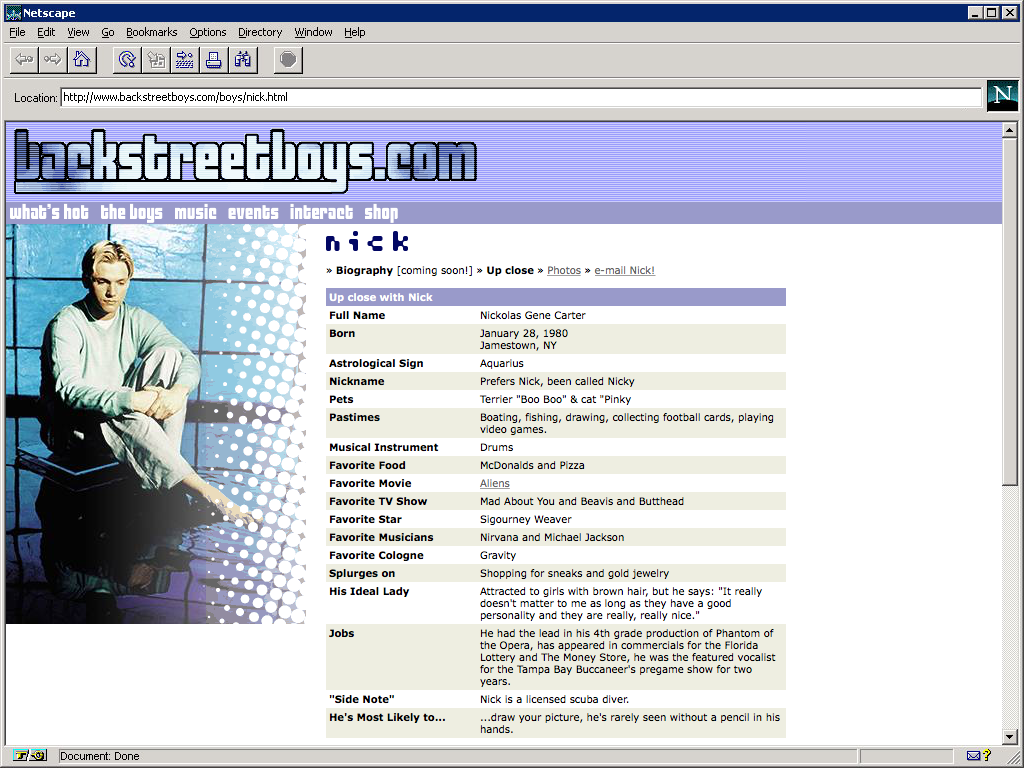 Netscape
File Edit View Go Bookmarks Options Directory Window Help
Location: http://www.backstreetboys.com/boys/nick.html
N
backstreetboys.com
what's hot the boys music events interact shop
nick
» Biography [coming soon!] » Up close » Photos » e-mail Nick!
Up close with Nick
Full Name Nickolas Gene Carter
Born January 28, 1980
Jamestown, NY
Astrological Sign Aquarius
Nickname Prefers Nick, been called Nicky
Pets Terrier "Boo Boo" & cat "Pinky
Pastimes Boating, fishing, drawing, collecting football cards, playing
video games.
Musical Instrument Drums
Favorite Food McDonalds and Pizza
Favorite Movie Aliens
Favorite TV Show Mad About You and Beavis and Butthead
Favorite Star Sigourney Weaver
Favorite Musicians Nirvana and Michael Jackson
Favorite Cologne Gravity
Splurges on Shopping for sneaks and gold jewelry
His Ideal Lady Attracted to girls with brown hair, but he says: "It really
doesn't matter to me as long as they have a good
personality and they are really, really nice."
Jobs He had the lead in his 4th grade production of Phantom of
the Opera, has appeared in commercials for the Florida
Lottery and The Money Store, he was the featured vocalist
for the Tampa Bay Buccaneer's pregame show for two
years.
"Side Note" Nick is a licensed scuba diver.
He's Most Likely to... ...draw your picture, he's rarely seen without a pencil in his
hands.
Document: Done